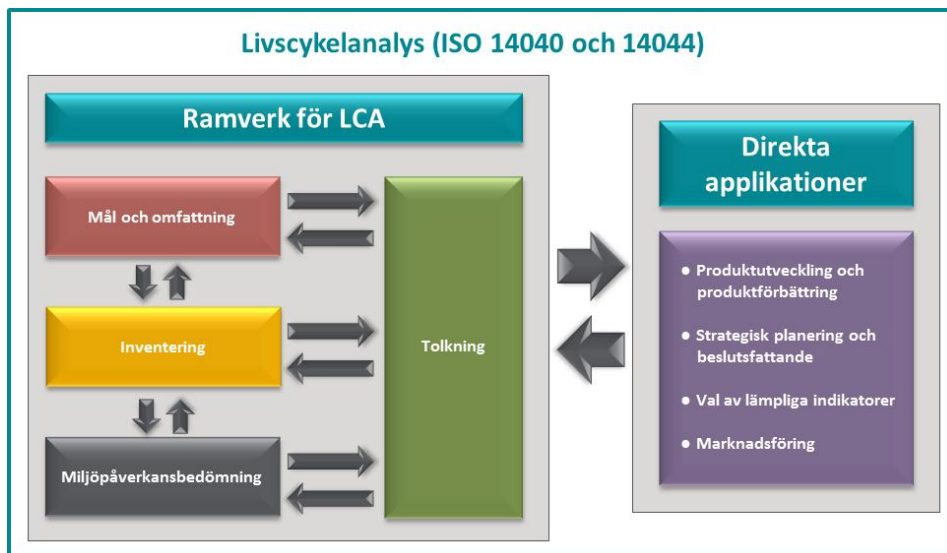 Livscykelanalys (ISO 14040 och 14044)
Ramverk för LCA
Mål och omfattning
Inventering
Miljöpåverkansbedömning
Tolkning
Direkta
applikationer
● Produktutveckling och
produktförbättring
● Strategisk planering och
beslutsfattande
● Val av lämpliga indikatorer
● Marknadsföring